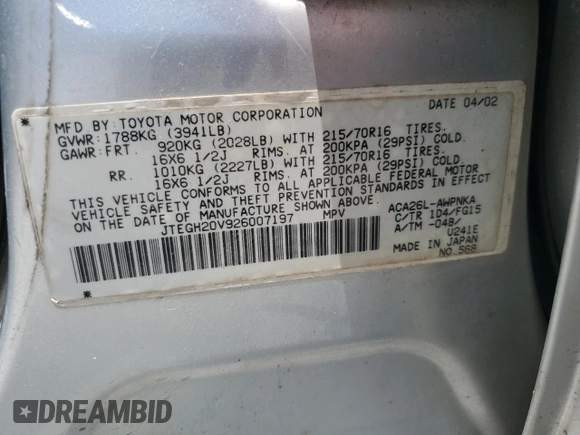 MFD BY:TOYOTA MOTOR CORPORATION DATE 04/02
GVWR:1788KG (3941LB)
GAWR:FRT. 920KG (2028LB) WITH 215/70R16 TIRES.
16X6 1/2J RIMS. AT 200KPA (29PSI) COLD.
RR. 1010KG (2227LB) WITH 215/70R16 TIRES.
16X6 1/2J RIMS. AT 200KPA (29PSI) COLD.
THIS VEHICLE CONFORMS TO ALL APPLICABLE FEDERAL MOTOR
VEHICLE SAFETY AND THEFT PREVENTION STANDARDS IN EFFECT
ON THE DATE OF MANUFACTURE SHOWN ABOVE.
JTEGH20V926007197 MPV
ACA26L-AWPNKA
C/TR 1D4/FG15
A/TM -04B/
U241E
MADE IN JAPAN
NO.568
DREAMBID